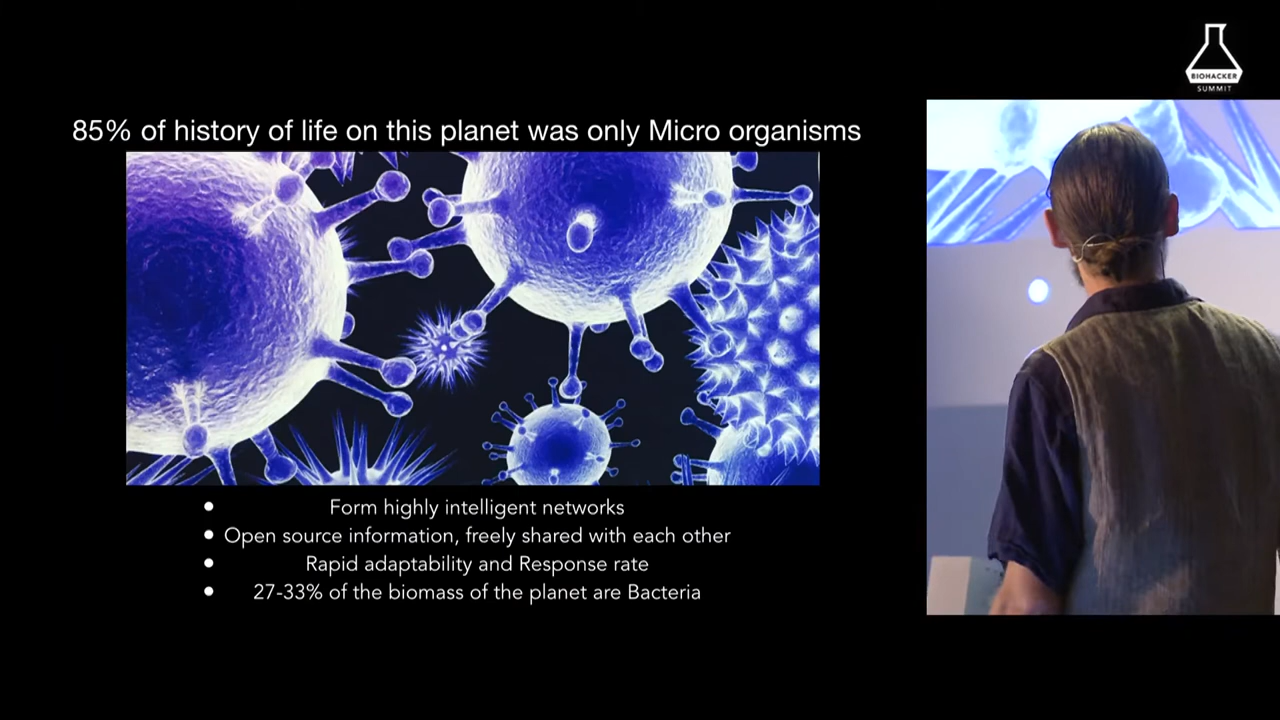 BIOHACKER
SUMMIT
85% of history of life on this planet was only Micro organisms
• Form highly intelligent networks
• Open source information, freely shared with each other
• Rapid adaptability and Response rate
• 27-33% of the biomass of the planet are Bacteria